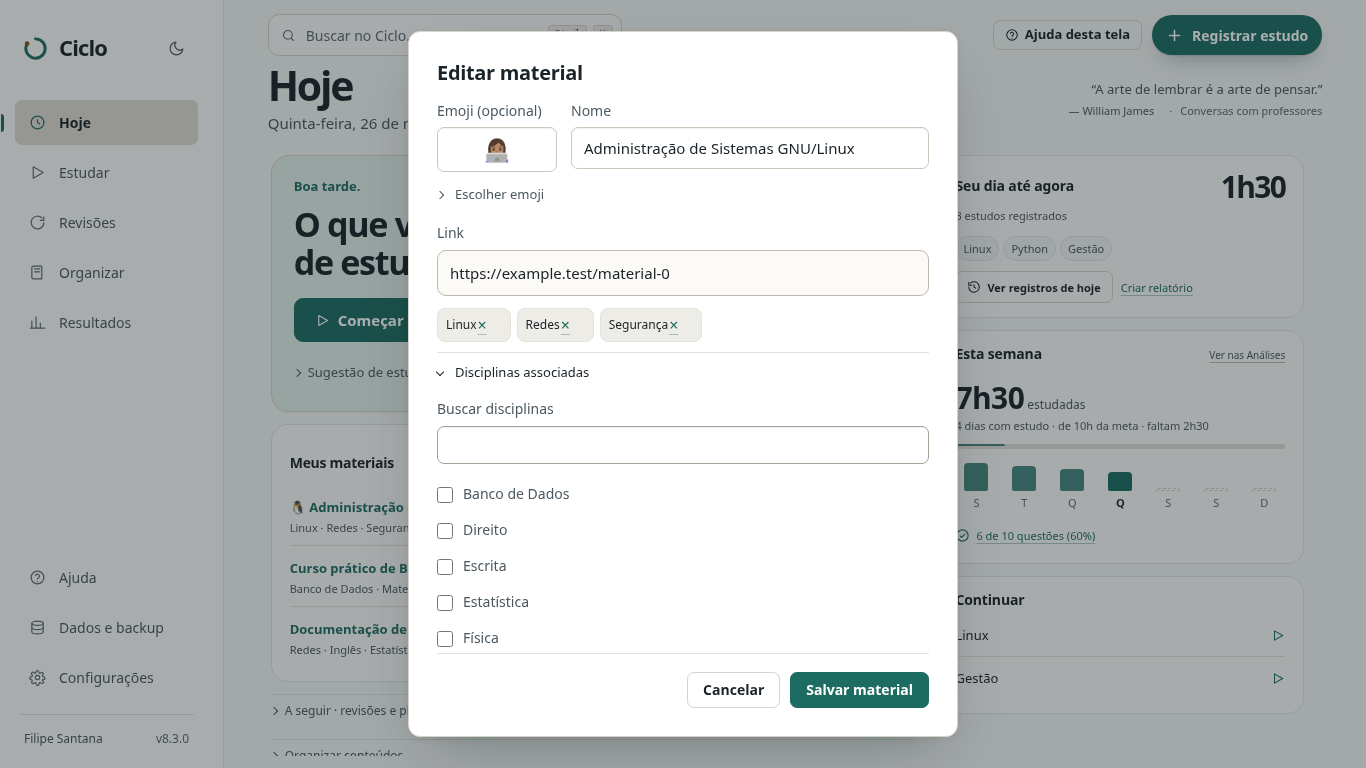 Ciclo
Hoje
Estudar
Revisões
Organizar
Resultados
Ajuda
Dados e backup
Configurações
Filipe Santana
v8.3.0
Buscar no Ciclo.
Ajuda desta tela
Registrar estudo
Hoje
Quinta-feira, 26 de
“A arte de lembrar é a arte de pensar.”
— William James · Conversas com professores
Boa tarde.
O que
de estu
Começar
Sugestão de estu
Meus materiais
Administração
Linux · Redes · Seguran
Curso prático de B
Banco de Dados · Mate
Documentação de
Redes · Inglês · Estatíst
A seguir · revisões e pl
Organizar conteúdos
Editar material
Emoji (opcional)
Nome
Administração de Sistemas GNU/Linux
Escolher emoji
Link
https://example.test/material-0
Linux× Redes× Segurança×
Disciplinas associadas
Buscar disciplinas
Banco de Dados
Direito
Escrita
Estatística
Física
Cancelar
Salvar material
Seu dia até agora
1h30
3 estudos registrados
Linux Python Gestão
Ver registros de hoje
Criar relatório
Esta semana
Ver nas Análises
7h30 estudadas
4 dias com estudo · de 10h da meta · faltam 2h30
S T Q Q S S D
6 de 10 questões (60%)
Continuar
Linux
Gestão